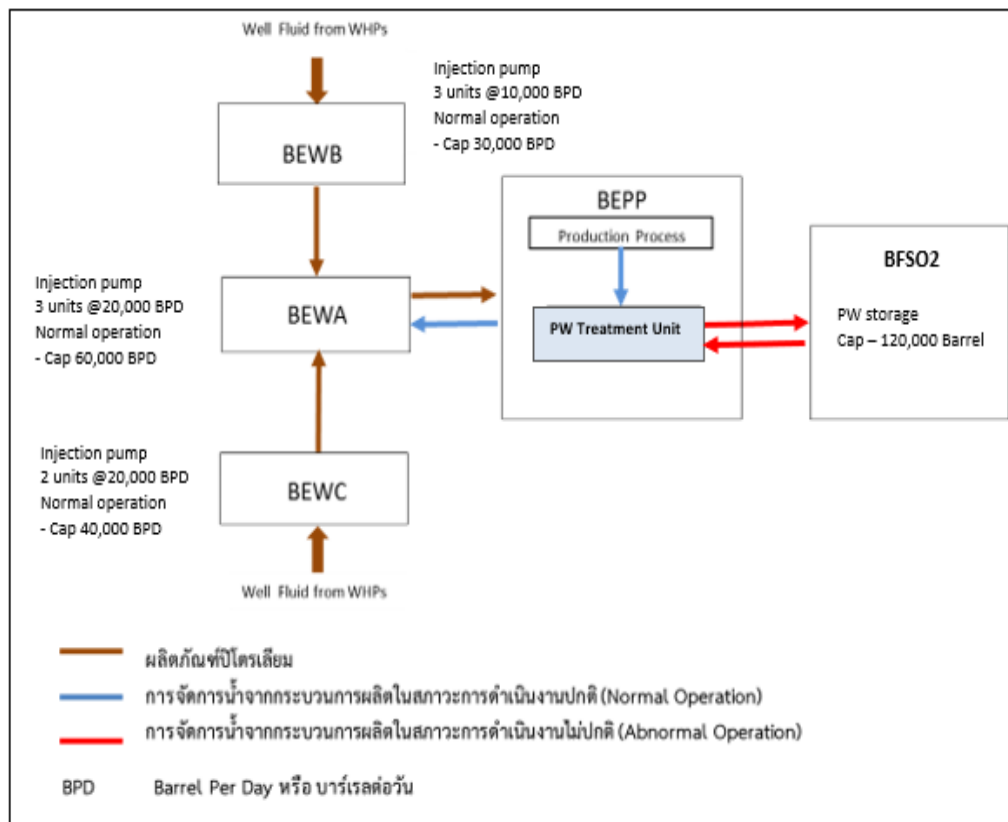 Well Fluid from WHPs
Injection pump
3 units @10,000 BPD
Normal operation
- Cap 30,000 BPD
BEWB
BEPP
Production Process
BFSO2
Injection pump
3 units @20,000 BPD
Normal operation
- Cap 60,000 BPD
BEWA
PW Treatment Unit
PW storage
Cap – 120,000 Barrel
Injection pump
2 units @20,000 BPD
Normal operation
- Cap 40,000 BPD
BEWC
Well Fluid from WHPs
ผลิตภัณฑ์ปิโตรเลียม
การจัดการน้ำจากกระบวนการผลิตในสภาวะการดำเนินงานปกติ (Normal Operation)
การจัดการน้ำจากกระบวนการผลิตในสภาวะการดำเนินงานไม่ปกติ (Abnormal Operation)
BPD Barrel Per Day หรือ บาร์เรลต่อวัน